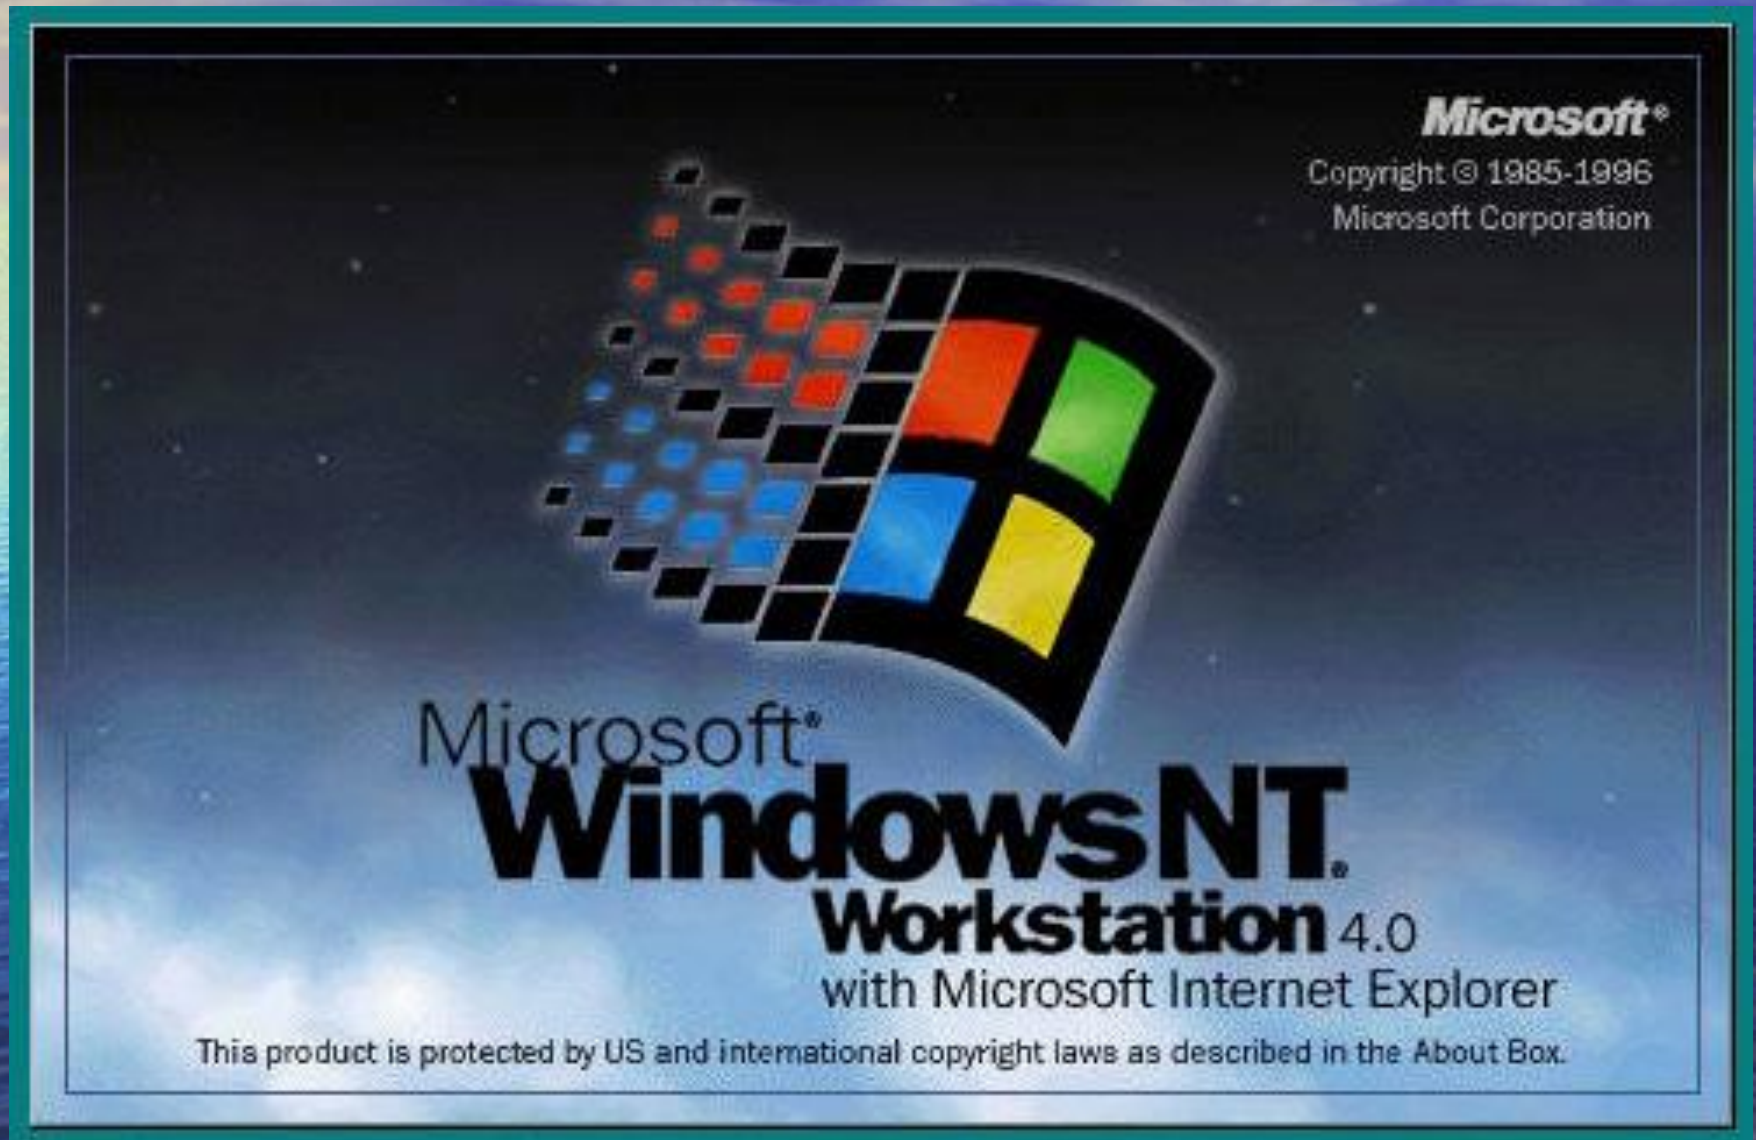 Microsoft®
Copyright © 1985-1996
Microsoft Corporation
Microsoft®
Windows NT®
Workstation 4.0
with Microsoft Internet Explorer
This product is protected by US and international copyright laws as described in the About Box.